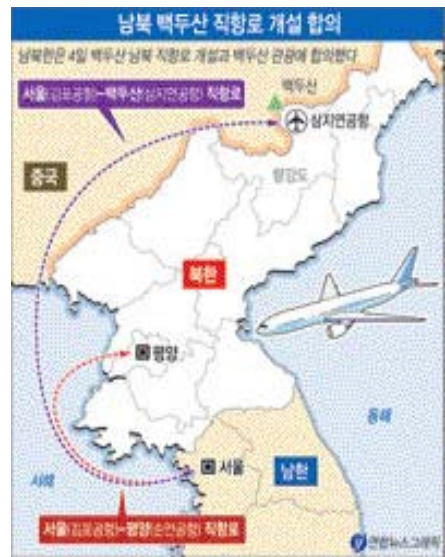 남북 백두산 직항로 개설 합의
남북한은 4일 백두산 남북 직항로 개설과 백두산 관광에 합의했다
서울(김포공항)-백두산(삼지연공항) 직항로
백두산
삼지연공항
중국
량강도
북한
평양
동해
서울
남한
서해
서울(김포공항)-평양(순안공항) 직항로
연합뉴스그래픽